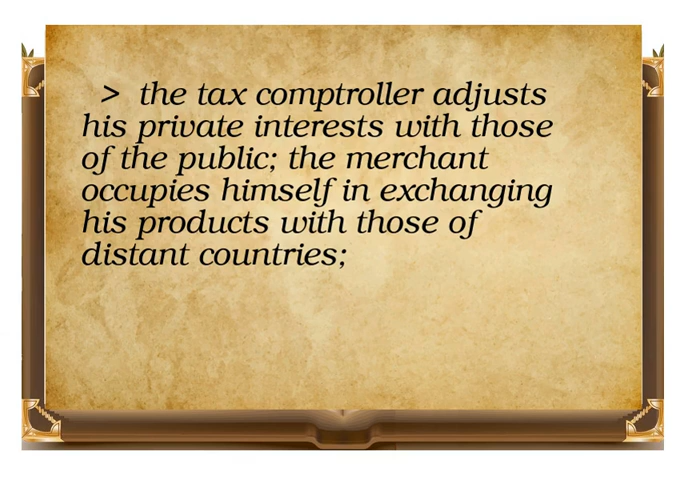 > the tax comptroller adjusts
his private interests with those
of the public; the merchant
occupies himself in exchanging
his products with those of
distant countries;